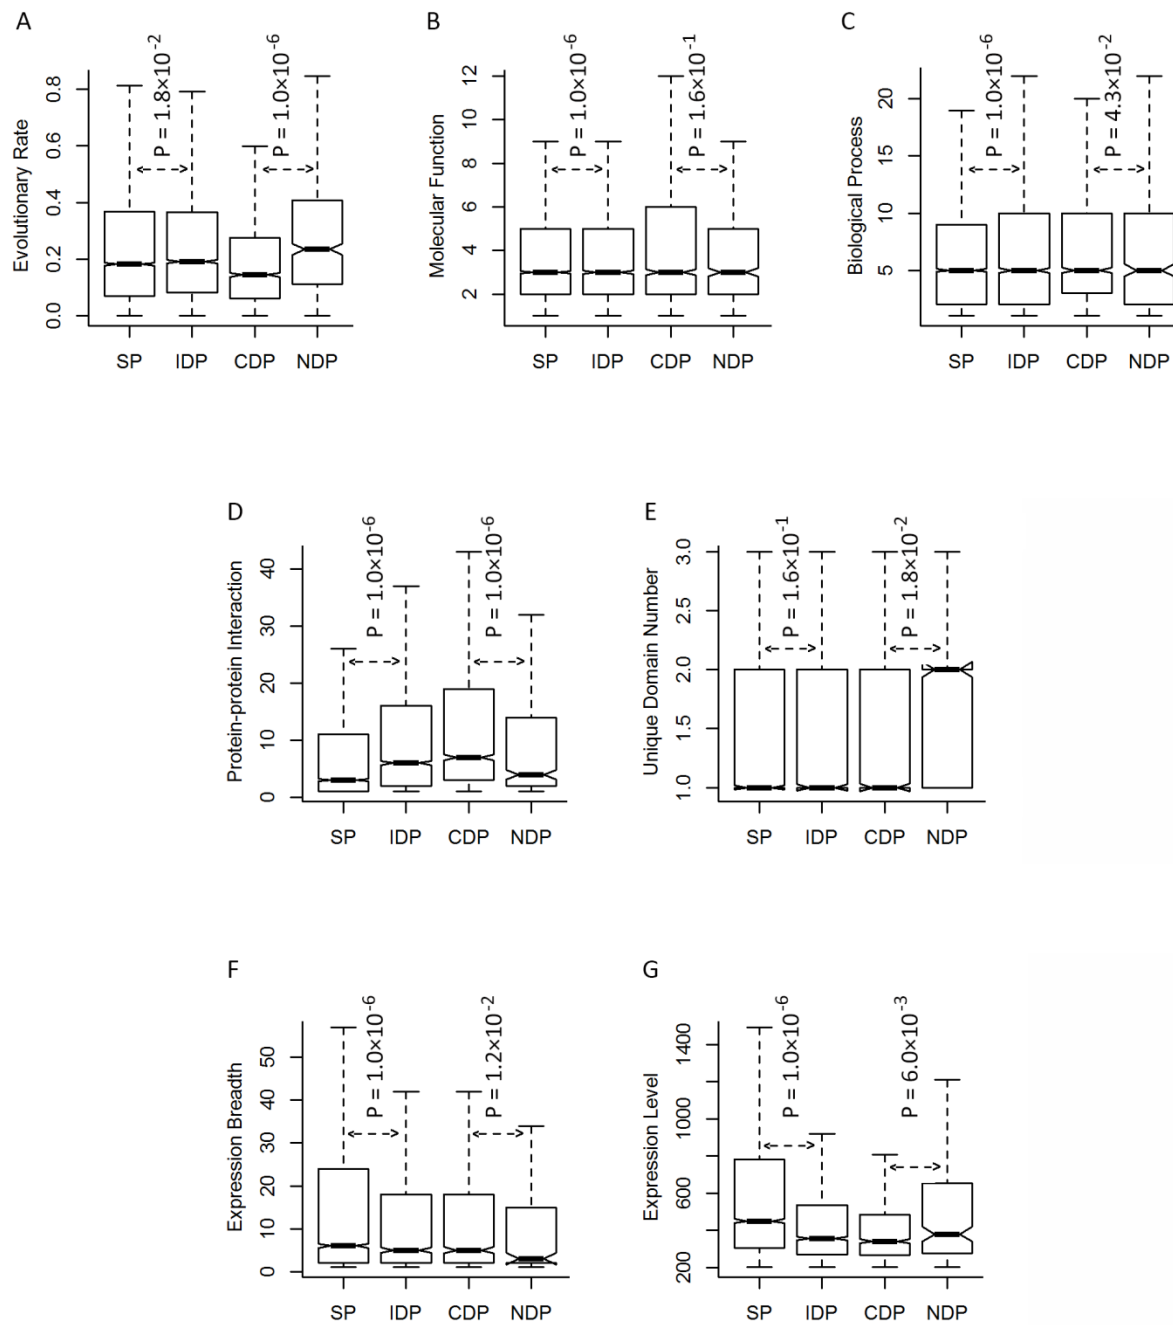 A
P = 1.8×10⁻²
P = 1.0×10⁻⁶
Evolutionary Rate
0.8
0.6
0.4
0.2
0.0
SP IDP CDP NDP
B
P = 1.0×10⁻⁶
P = 1.6×10⁻¹
Molecular Function
12
10
8
6
4
2
SP IDP CDP NDP
C
P = 1.0×10⁻⁶
P = 4.3×10⁻²
Biological Process
20
15
10
5
SP IDP CDP NDP
D
P = 1.0×10⁻⁶
P = 1.0×10⁻⁶
Protein-protein Interaction
40
30
20
10
0
SP IDP CDP NDP
E
P = 1.6×10⁻¹
P = 1.8×10⁻²
Unique Domain Number
3.0
2.5
2.0
1.5
1.0
SP IDP CDP NDP
F
P = 1.0×10⁻⁶
P = 1.2×10⁻²
Expression Breadth
50
40
30
20
10
0
SP IDP CDP NDP
G
P = 1.0×10⁻⁶
P = 6.0×10⁻³
Expression Level
1400
1000
600
200
SP IDP CDP NDP